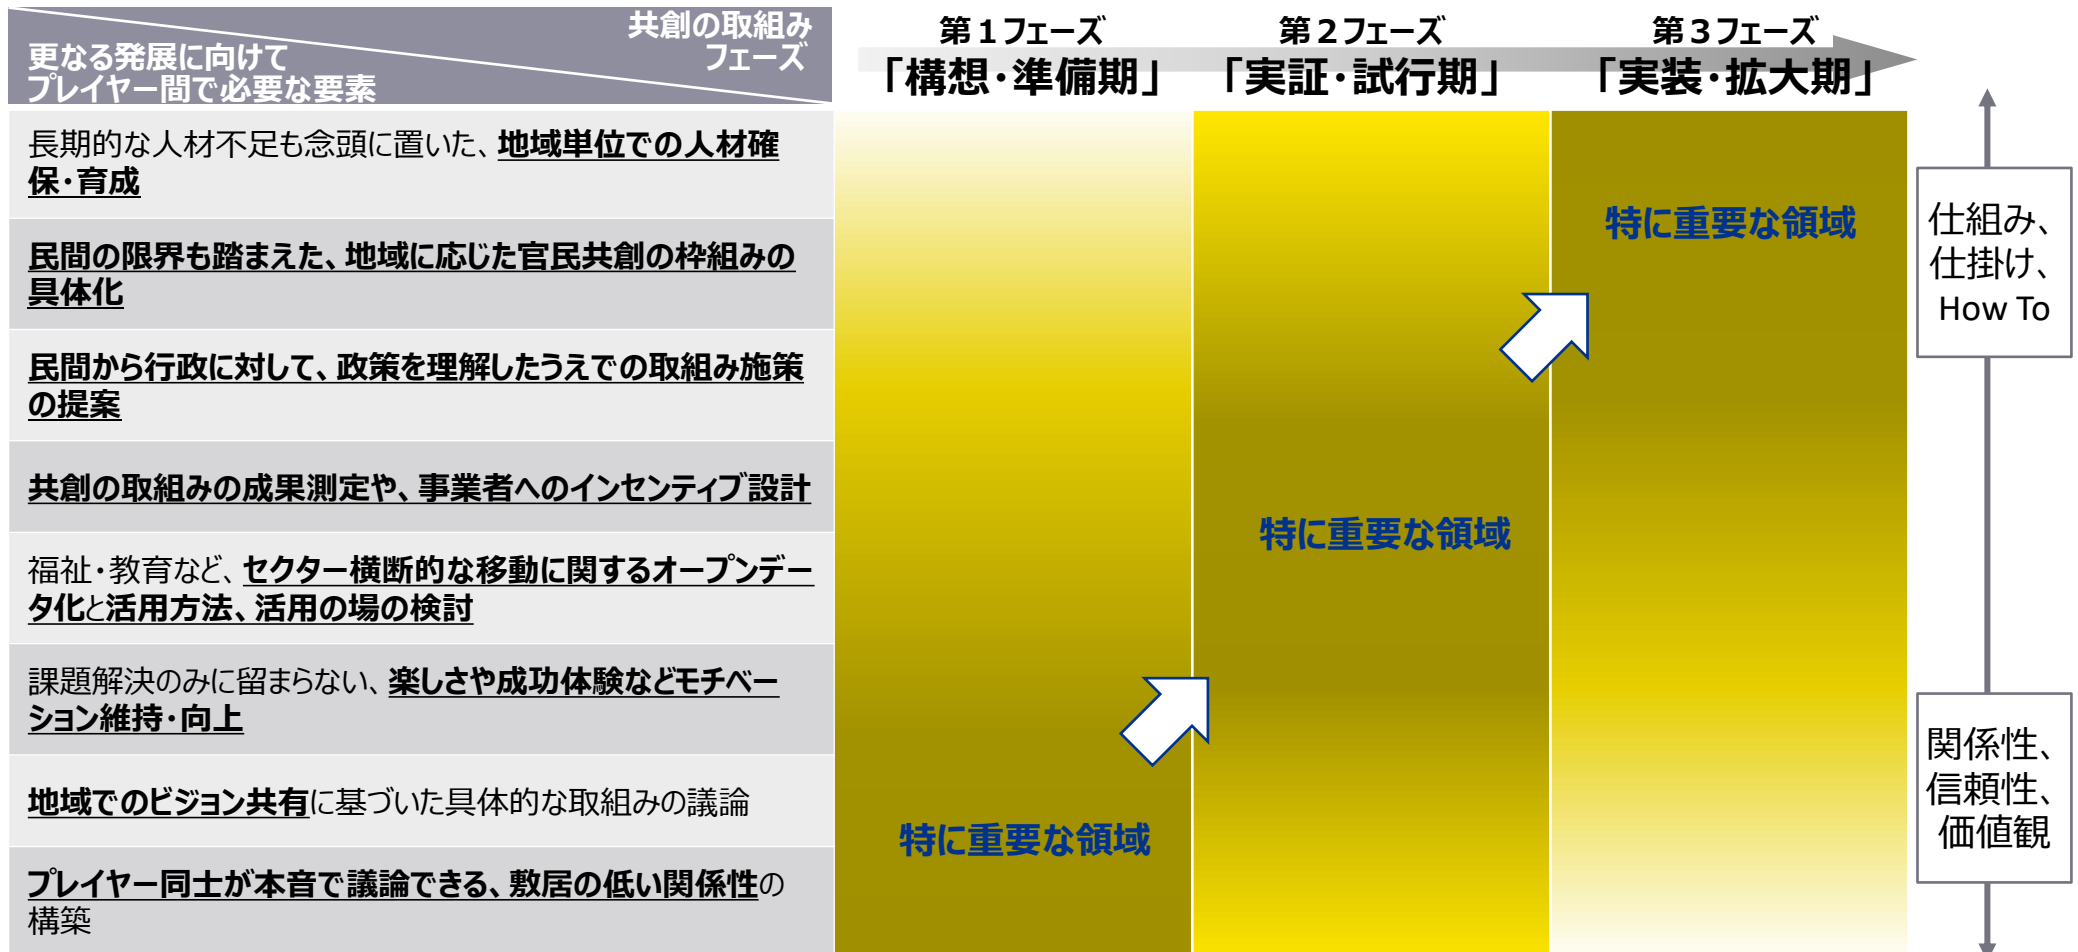 共創の取組み
フェーズ
更なる発展に向けて
プレイヤー間で必要な要素
第1フェーズ
「構想・準備期」
第2フェーズ
「実証・試行期」
第3フェーズ
「実装・拡大期」
長期的な人材不足も念頭に置いた、地域単位での人材確
保・育成
民間の限界も踏まえた、地域に応じた官民共創の枠組みの
具体化
民間から行政に対して、政策を理解したうえでの取組み施策
の提案
共創の取組みの成果測定や、事業者へのインセンティブ設計
福祉・教育など、セクター横断的な移動に関するオープンデー
タ化と活用方法、活用の場の検討
課題解決のみに留まらない、楽しさや成功体験などモチベー
ション維持・向上
地域でのビジョン共有に基づいた具体的な取組みの議論
プレイヤー同士が本音で議論できる、敷居の低い関係性の
構築
特に重要な領域
特に重要な領域
特に重要な領域
仕組み、
仕掛け、
How To
関係性、
信頼性、
価値観